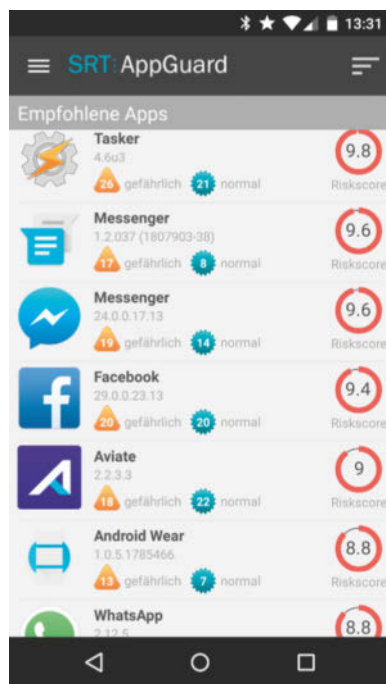 13:31
SRT:AppGuard
Empfohlene Apps
Tasker
4.6u3
26 gefährlich 21 normal
9.8
Riskscore
Messenger
1.2.037 (1807903-38)
17 gefährlich 8 normal
9.6
Riskscore
Messenger
24.0.0.17.13
19 gefährlich 14 normal
9.6
Riskscore
Facebook
29.0.0.23.13
20 gefährlich 20 normal
9.4
Riskscore
Aviate
2.2.3.3
18 gefährlich 22 normal
9
Riskscore
Android Wear
1.0.5.1785466
13 gefährlich 7 normal
8.8
Riskscore
WhatsApp
2.12.5
8.8